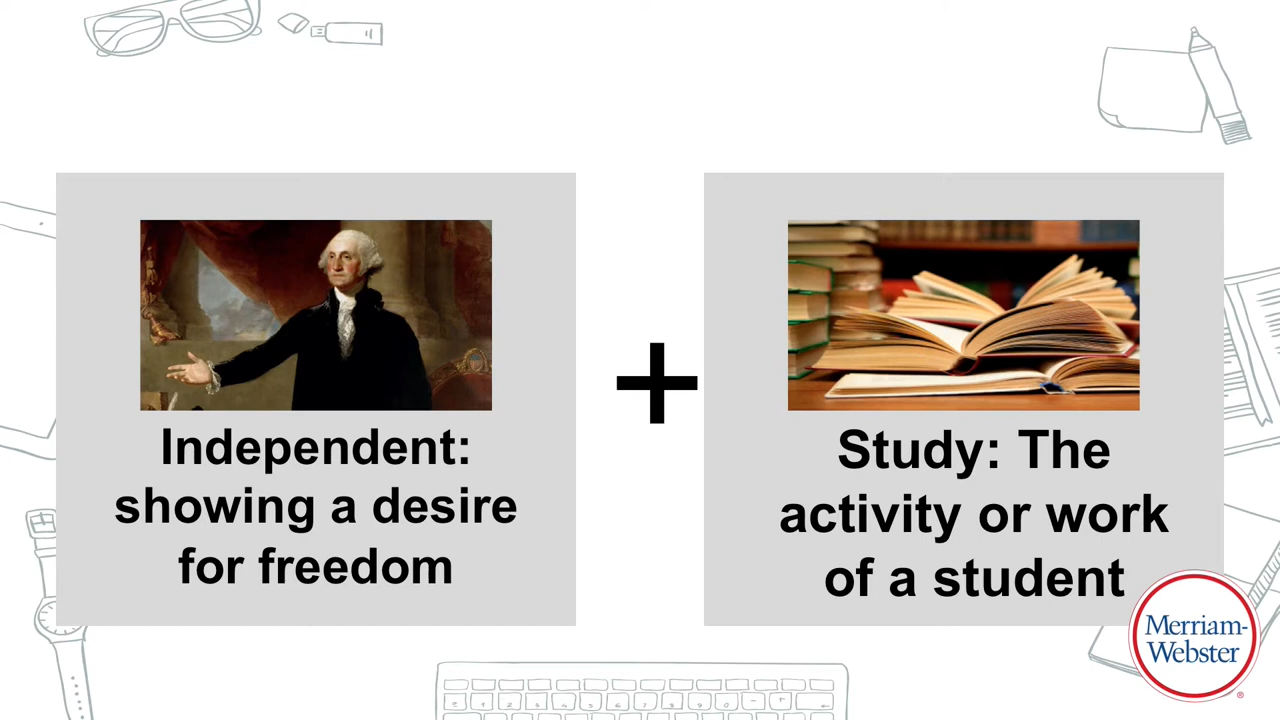 Independent:
showing a desire
for freedom
+
Study: The
activity or work
of a student
Merriam-
Webster
®